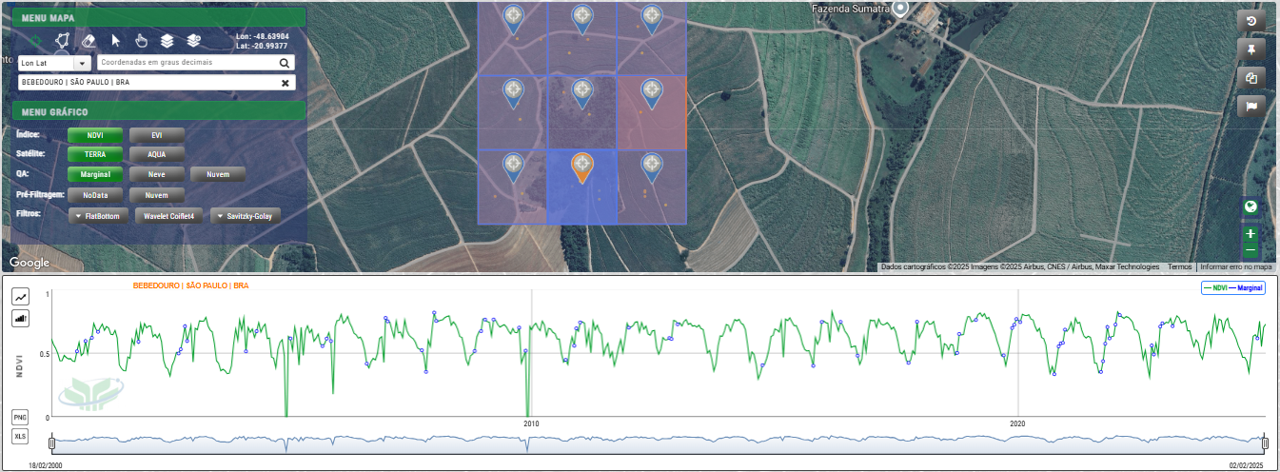 MENU MAPA
Fazenda Sumatra
Lon: -48.63904
Lat: -20.99377
Lon Lat
Coordenadas em graus decimais
BEBEDOURO | SÃO PAULO | BRA
MENU GRÁFICO
Índice: NDVI EVI
Satélite: TERRA AQUA
QA: Marginal Neve Nuvem
Pré-Filtragem: NoData Nuvem
Filtros: FlatBottom Wavelet Coiflet4 Savitzky-Golay
Google
Dados cartográficos ©2025 Imagens ©2025 Airbus, CNES / Airbus, Maxar Technologies Termos Informar erro no mapa
BEBEDOURO | SÃO PAULO | BRA
NDVI Marginal
1
0.5
0
NDVI
PNG
XLS
2010
2020
18/02/2000
02/02/2025